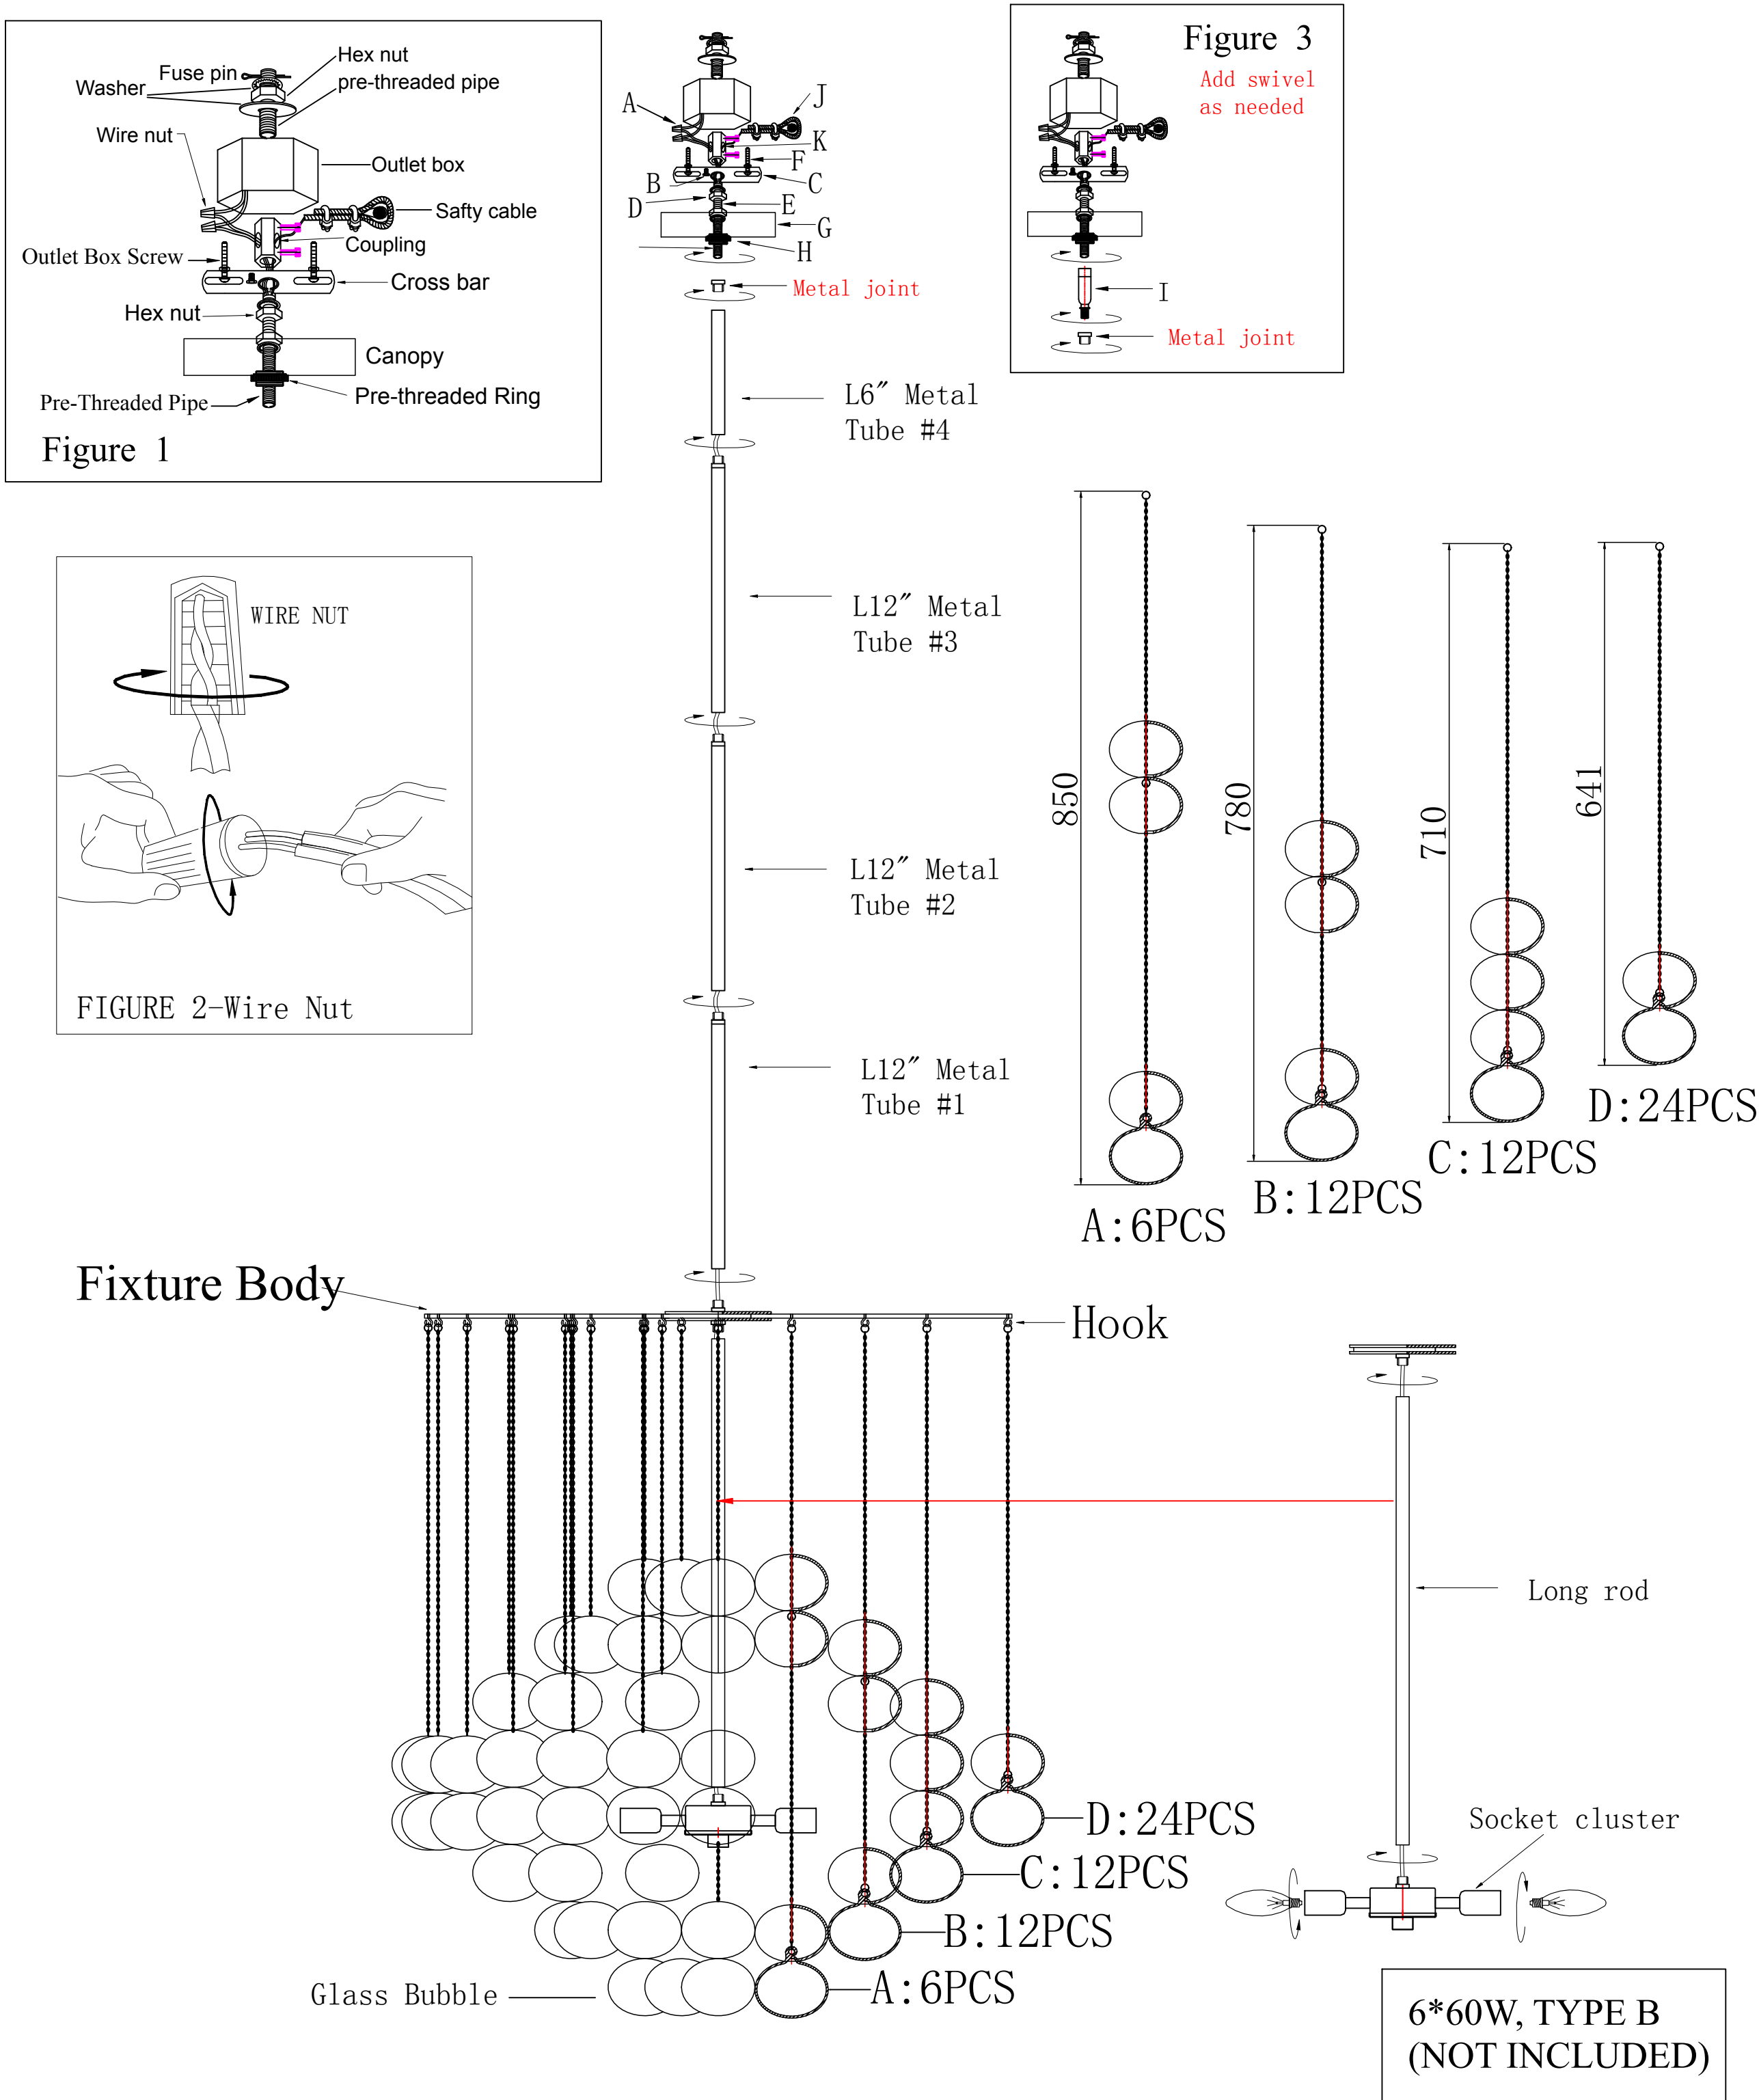 Hex nut
Fuse pin
Washer
pre-threaded pipe
Wire nut
Outlet box
Safty cable
Coupling
Outlet Box Screw
Cross bar
Hex nut
Canopy
Pre-Threaded Pipe
Pre-threaded Ring
Figure 1
A
J
K
F
B
C
D
E
G
H
Metal joint
Figure 3
Add swivel
as needed
I
Metal joint
L6″ Metal
Tube #4
WIRE NUT
FIGURE 2-Wire Nut
L12″ Metal
Tube #3
L12″ Metal
Tube #2
L12″ Metal
Tube #1
850
780
710
641
A:6PCS
B:12PCS
C:12PCS
D:24PCS
Fixture Body
Hook
Long rod
Socket cluster
D:24PCS
C:12PCS
B:12PCS
A:6PCS
Glass Bubble
6*60W, TYPE B
(NOT INCLUDED)